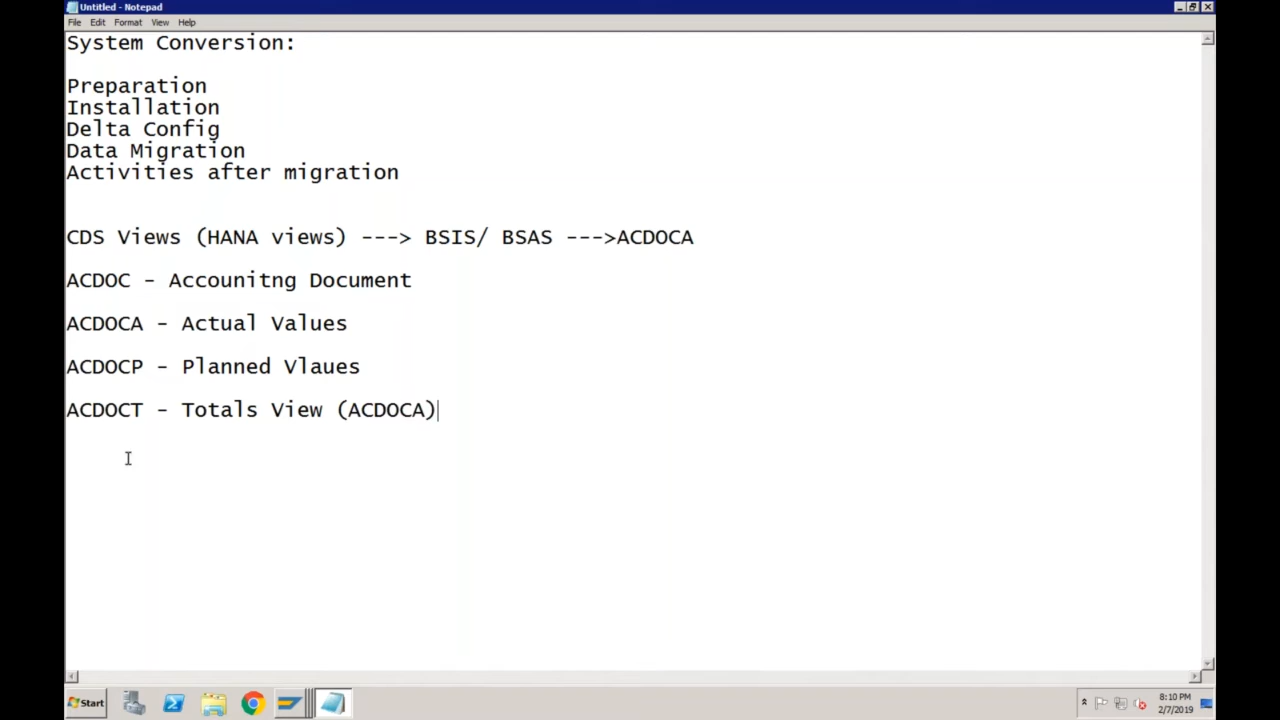 Untitled - Notepad
File Edit Format View Help
System Conversion:
Preparation
Installation
Delta Config
Data Migration
Activities after migration
CDS Views (HANA views) ---> BSIS/ BSAS --->ACDOCA
ACDOC - Accounitng Document
ACDOCA - Actual Values
ACDOCP - Planned Vlaues
ACDOCT - Totals View (ACDOCA)
Start
8:10 PM
2/7/2019